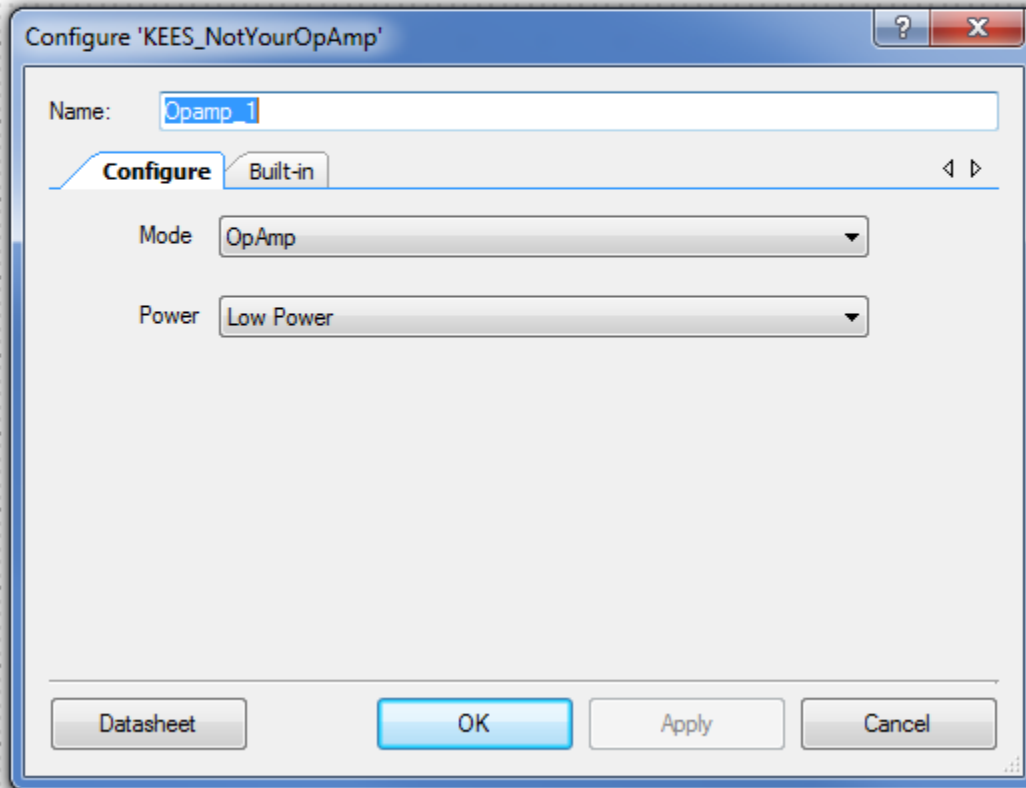 Configure 'KEES_NotYourOpAmp'
?
Name: Opamp_1
Configure Built-in
Mode OpAmp
Power Low Power
Datasheet OK Apply Cancel